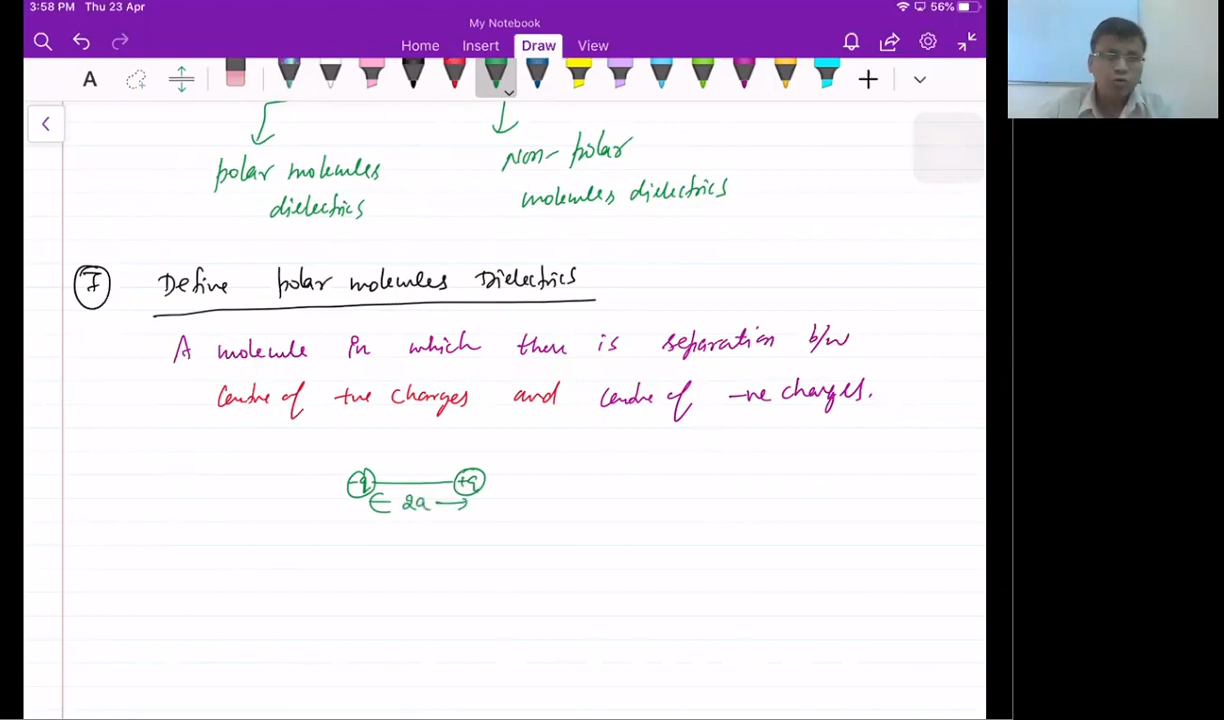 3:58 PM Thu 23 Apr
56%
My Notebook
Home Insert Draw View
A
polar molecules
dielectrics
Non-polar
molecules dielectrics
7 Define polar molecules Dielectrics
A molecule in which there is separation b/w
Centre of +ve charges and centre of -ve charges.
-q +q
2a